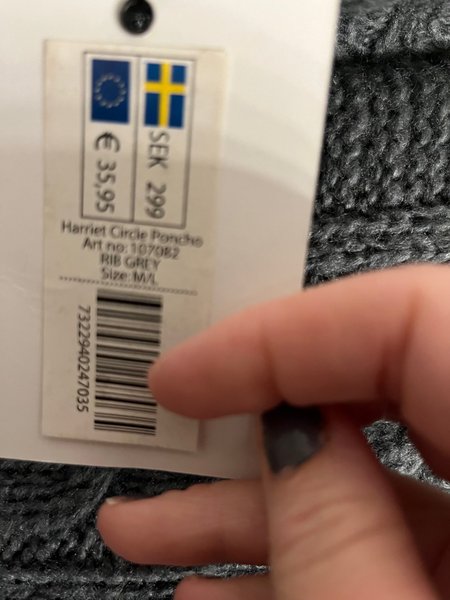 SEK 299
€ 35,95
Harriet Circle Poncho
Art no: 107082
RIB GREY
Size: M/L
7322940247035